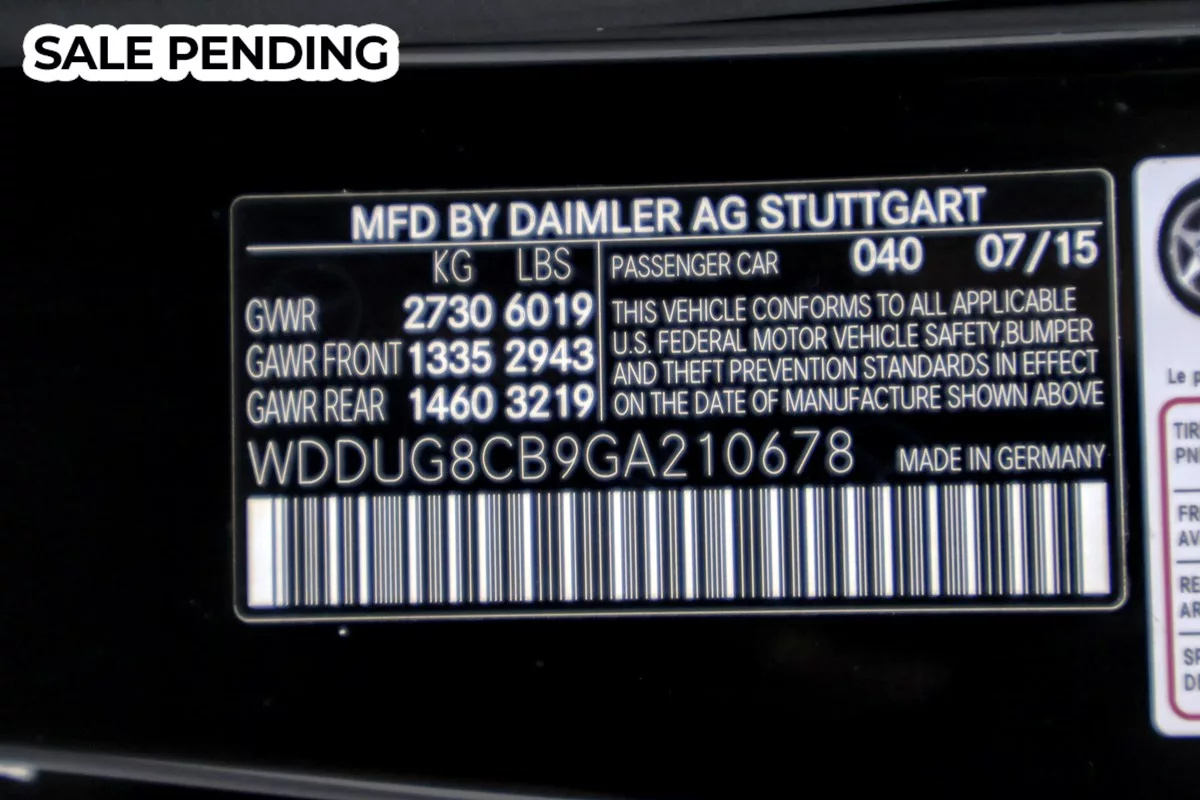 SALE PENDING
MFD BY DAIMLER AG STUTTGART
KG LBS
GVWR 2730 6019
GAWR FRONT 1335 2943
GAWR REAR 1460 3219
PASSENGER CAR 040 07/15
THIS VEHICLE CONFORMS TO ALL APPLICABLE
U.S. FEDERAL MOTOR VEHICLE SAFETY,BUMPER
AND THEFT PREVENTION STANDARDS IN EFFECT
ON THE DATE OF MANUFACTURE SHOWN ABOVE
WDDUG8CB9GA210678 MADE IN GERMANY
Le